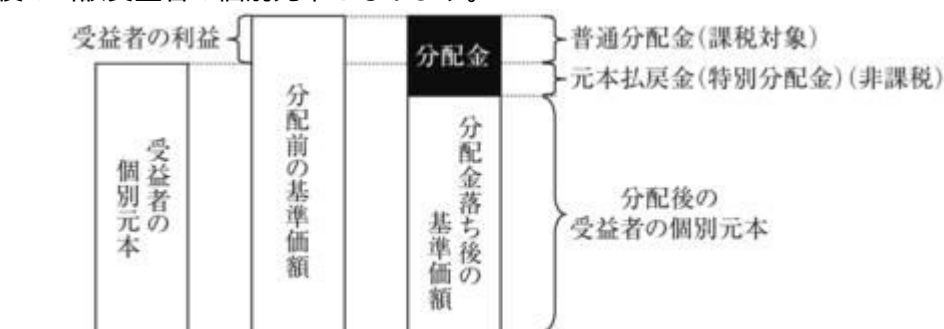 受益者の利益
分配金
普通分配金(課税対象)
元本払戻金(特別分配金)(非課税)
受益者の
個別元本
分配前の基準価額
分配金落ち後の
基準価額
分配後の
受益者の個別元本